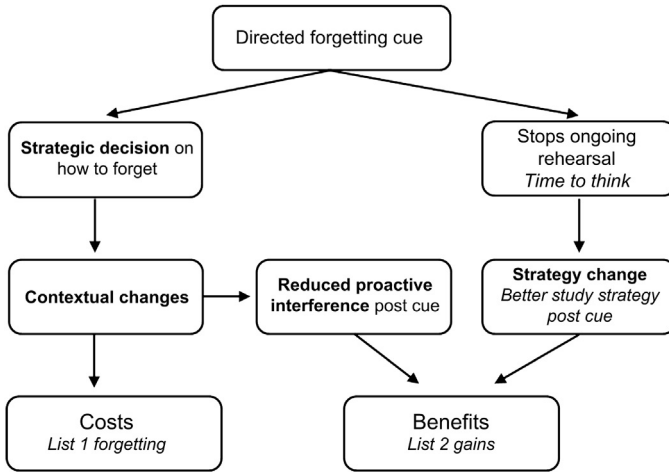 Directed forgetting cue
Strategic decision on
how to forget
Stops ongoing
rehearsal
Time to think
Contextual changes
Reduced proactive
interference post cue
Strategy change
Better study strategy
post cue
Costs
List 1 forgetting
Benefits
List 2 gains